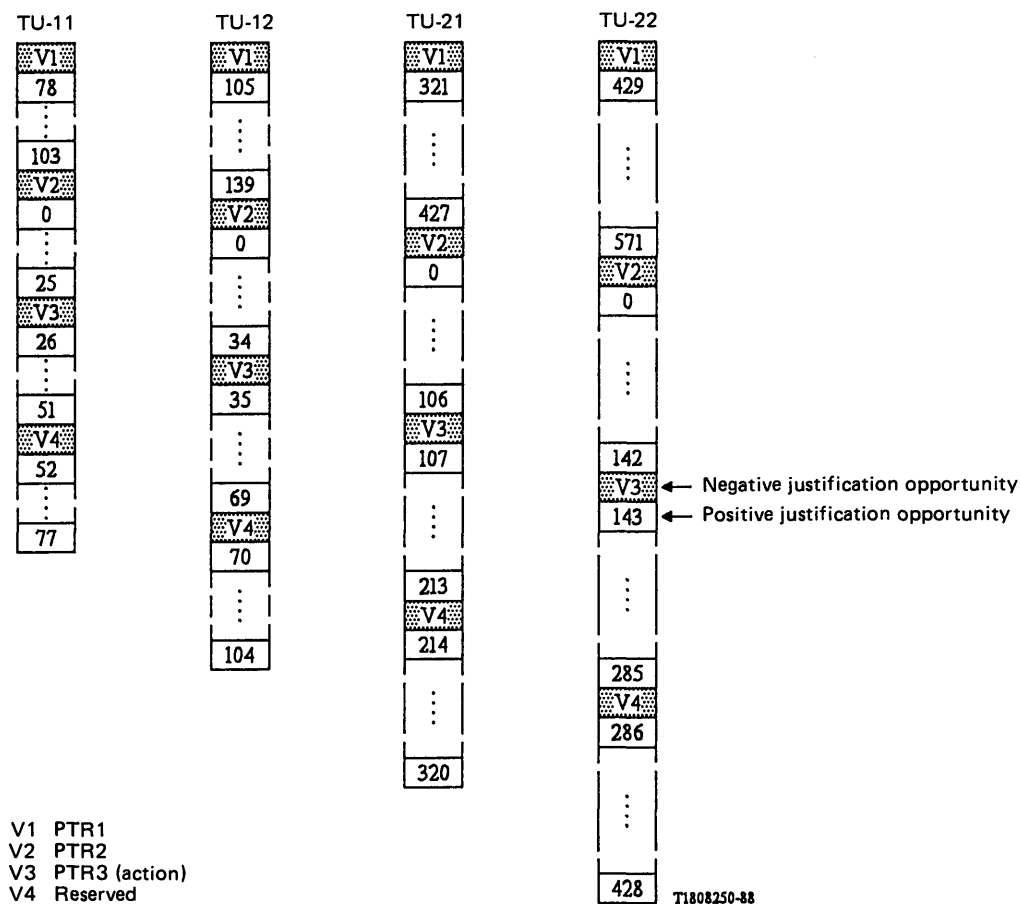 TU-11 TU-12 TU-21 TU-22
V1
78
103
V2
0
25
V3
26
51
V4
52
77
V1
105
139
V2
0
34
V3
35
69
V4
70
104
V1
321
427
V2
0
106
V3
107
213
V4
214
320
V1
429
571
V2
0
142
V3 Negative justification opportunity
143 Positive justification opportunity
285
V4
286
428
V1 PTR1
V2 PTR2
V3 PTR3 (action)
V4 Reserved
T1808250-88